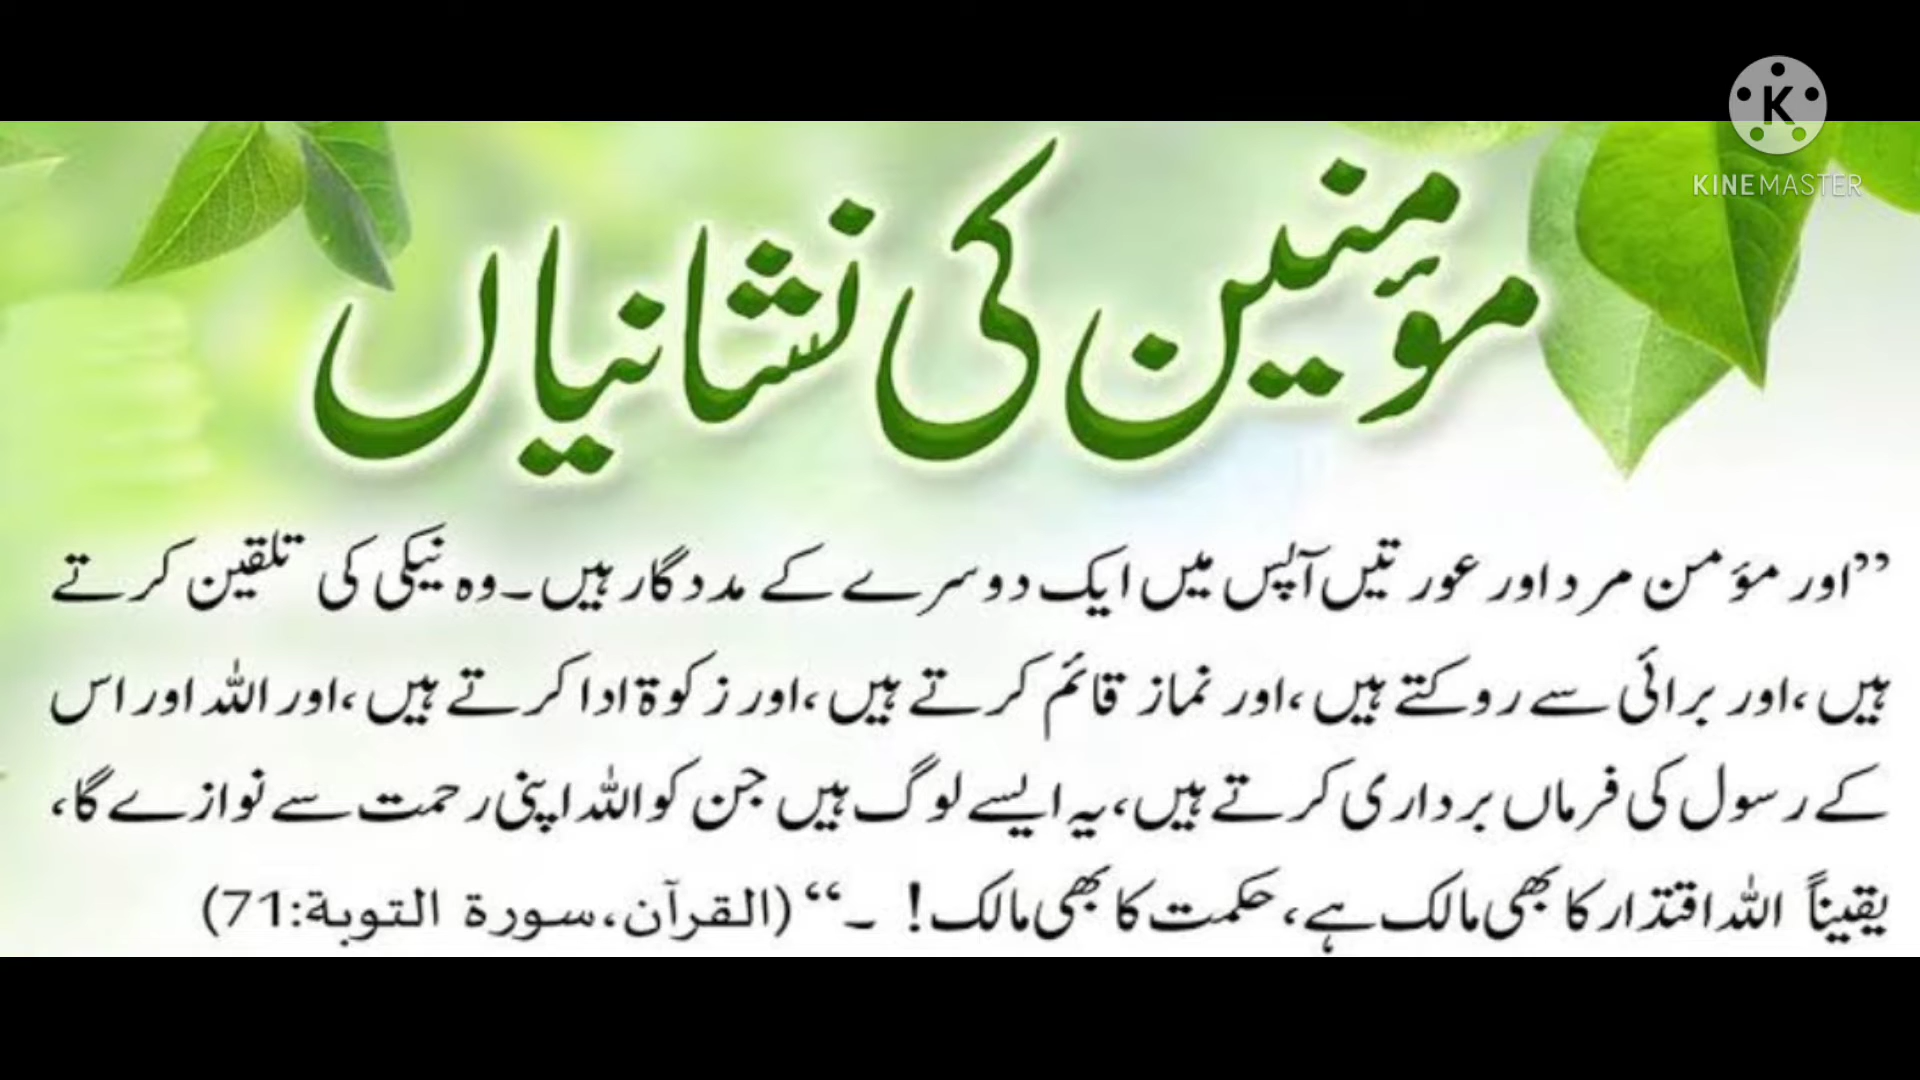 KINEMASTER
مؤمنین کی نشانیاں
”اور مؤمن مرد اور عورتیں آپس میں ایک دوسرے کے مددگار ہیں۔ وہ نیکی کی تلقین کرتے
ہیں، اور برائی سے روکتے ہیں، اور نماز قائم کرتے ہیں، اور زکوۃ ادا کرتے ہیں، اور اللہ اور اس
کے رسول کی فرماں برداری کرتے ہیں، یہ ایسے لوگ ہیں جن کو اللہ اپنی رحمت سے نوازے گا،
یقیناً اللہ اقتدار کا بھی مالک ہے، حکمت کا بھی مالک! ۔“ (القرآن، سورة التوبة:71)